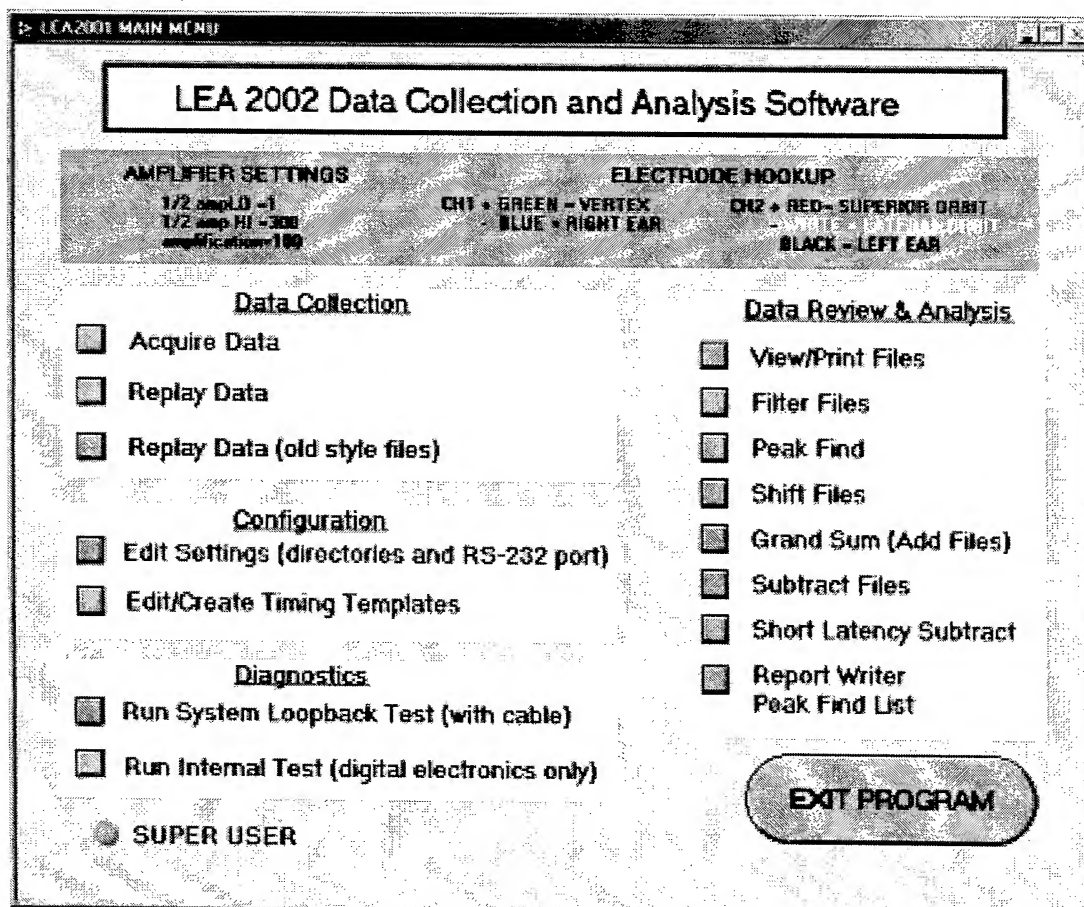 LEA2001 MAIN MENU
LEA 2002 Data Collection and Analysis Software
AMPLIFIER SETTINGS
1/2 ampLO =1
1/2 amp HI =300
amplification=100
ELECTRODE HOOKUP
CH1 + GREEN = VERTEX
- BLUE = RIGHT EAR
CH2 + RED= SUPERIOR ORBIT
- WHITE =
BLACK = LEFT EAR
Data Collection
Acquire Data
Replay Data
Replay Data (old style files)
Configuration
Edit Settings (directories and RS-232 port)
Edit/Create Timing Templates
Diagnostics
Run System Loopback Test (with cable)
Run Internal Test (digital electronics only)
SUPER USER
Data Review & Analysis
View/Print Files
Filter Files
Peak Find
Shift Files
Grand Sum (Add Files)
Subtract Files
Short Latency Subtract
Report Writer
Peak Find List
EXIT PROGRAM